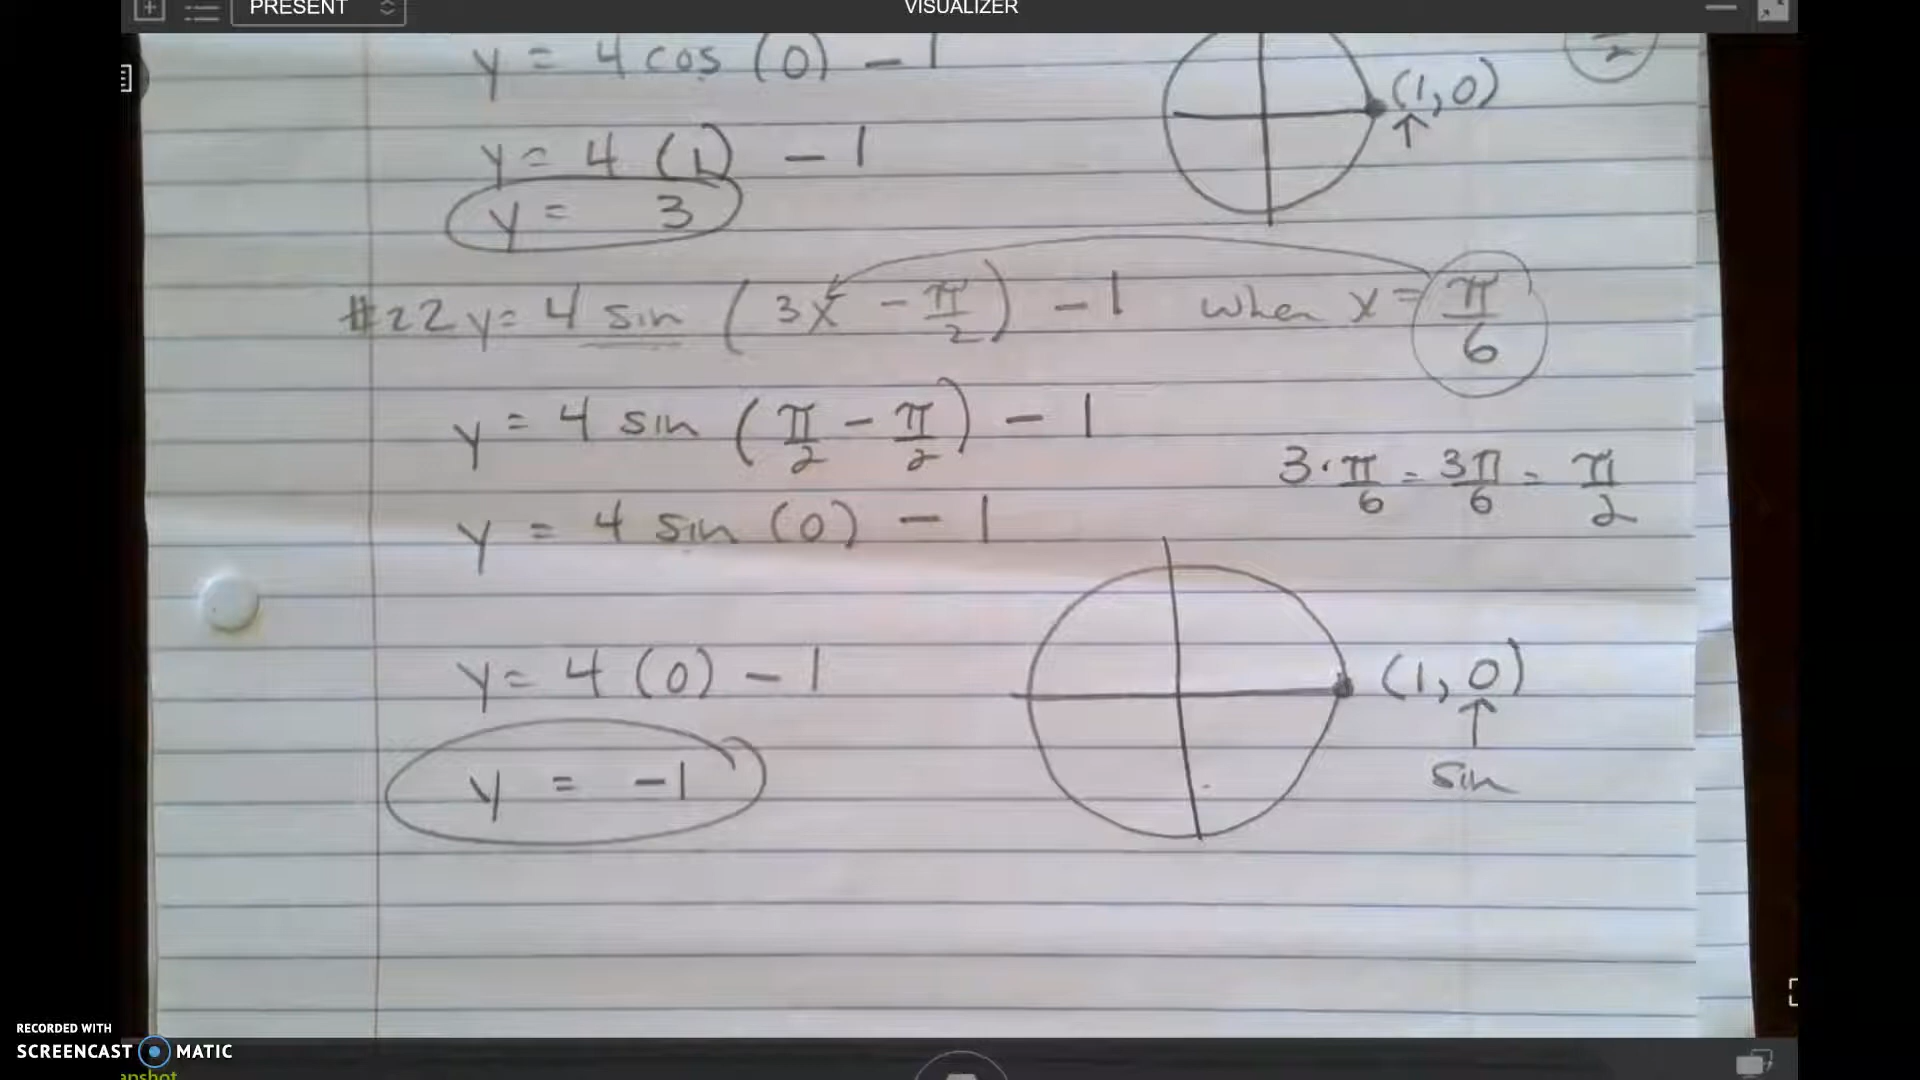 PRESENT
VISUALIZER
y = 4 cos (0) - 1
(1,0)
2
y = 4 (1) - 1
y = 3
#22 y = 4 sin (3x - π/2) - 1 when x = π/6
y = 4 sin (π/2 - π/2) - 1
3·π/6 = 3π/6 = π/2
y = 4 sin (0) - 1
y = 4 (0) - 1
(1, 0)
sin
y = -1
RECORDED WITH
SCREENCAST MATIC
apshot